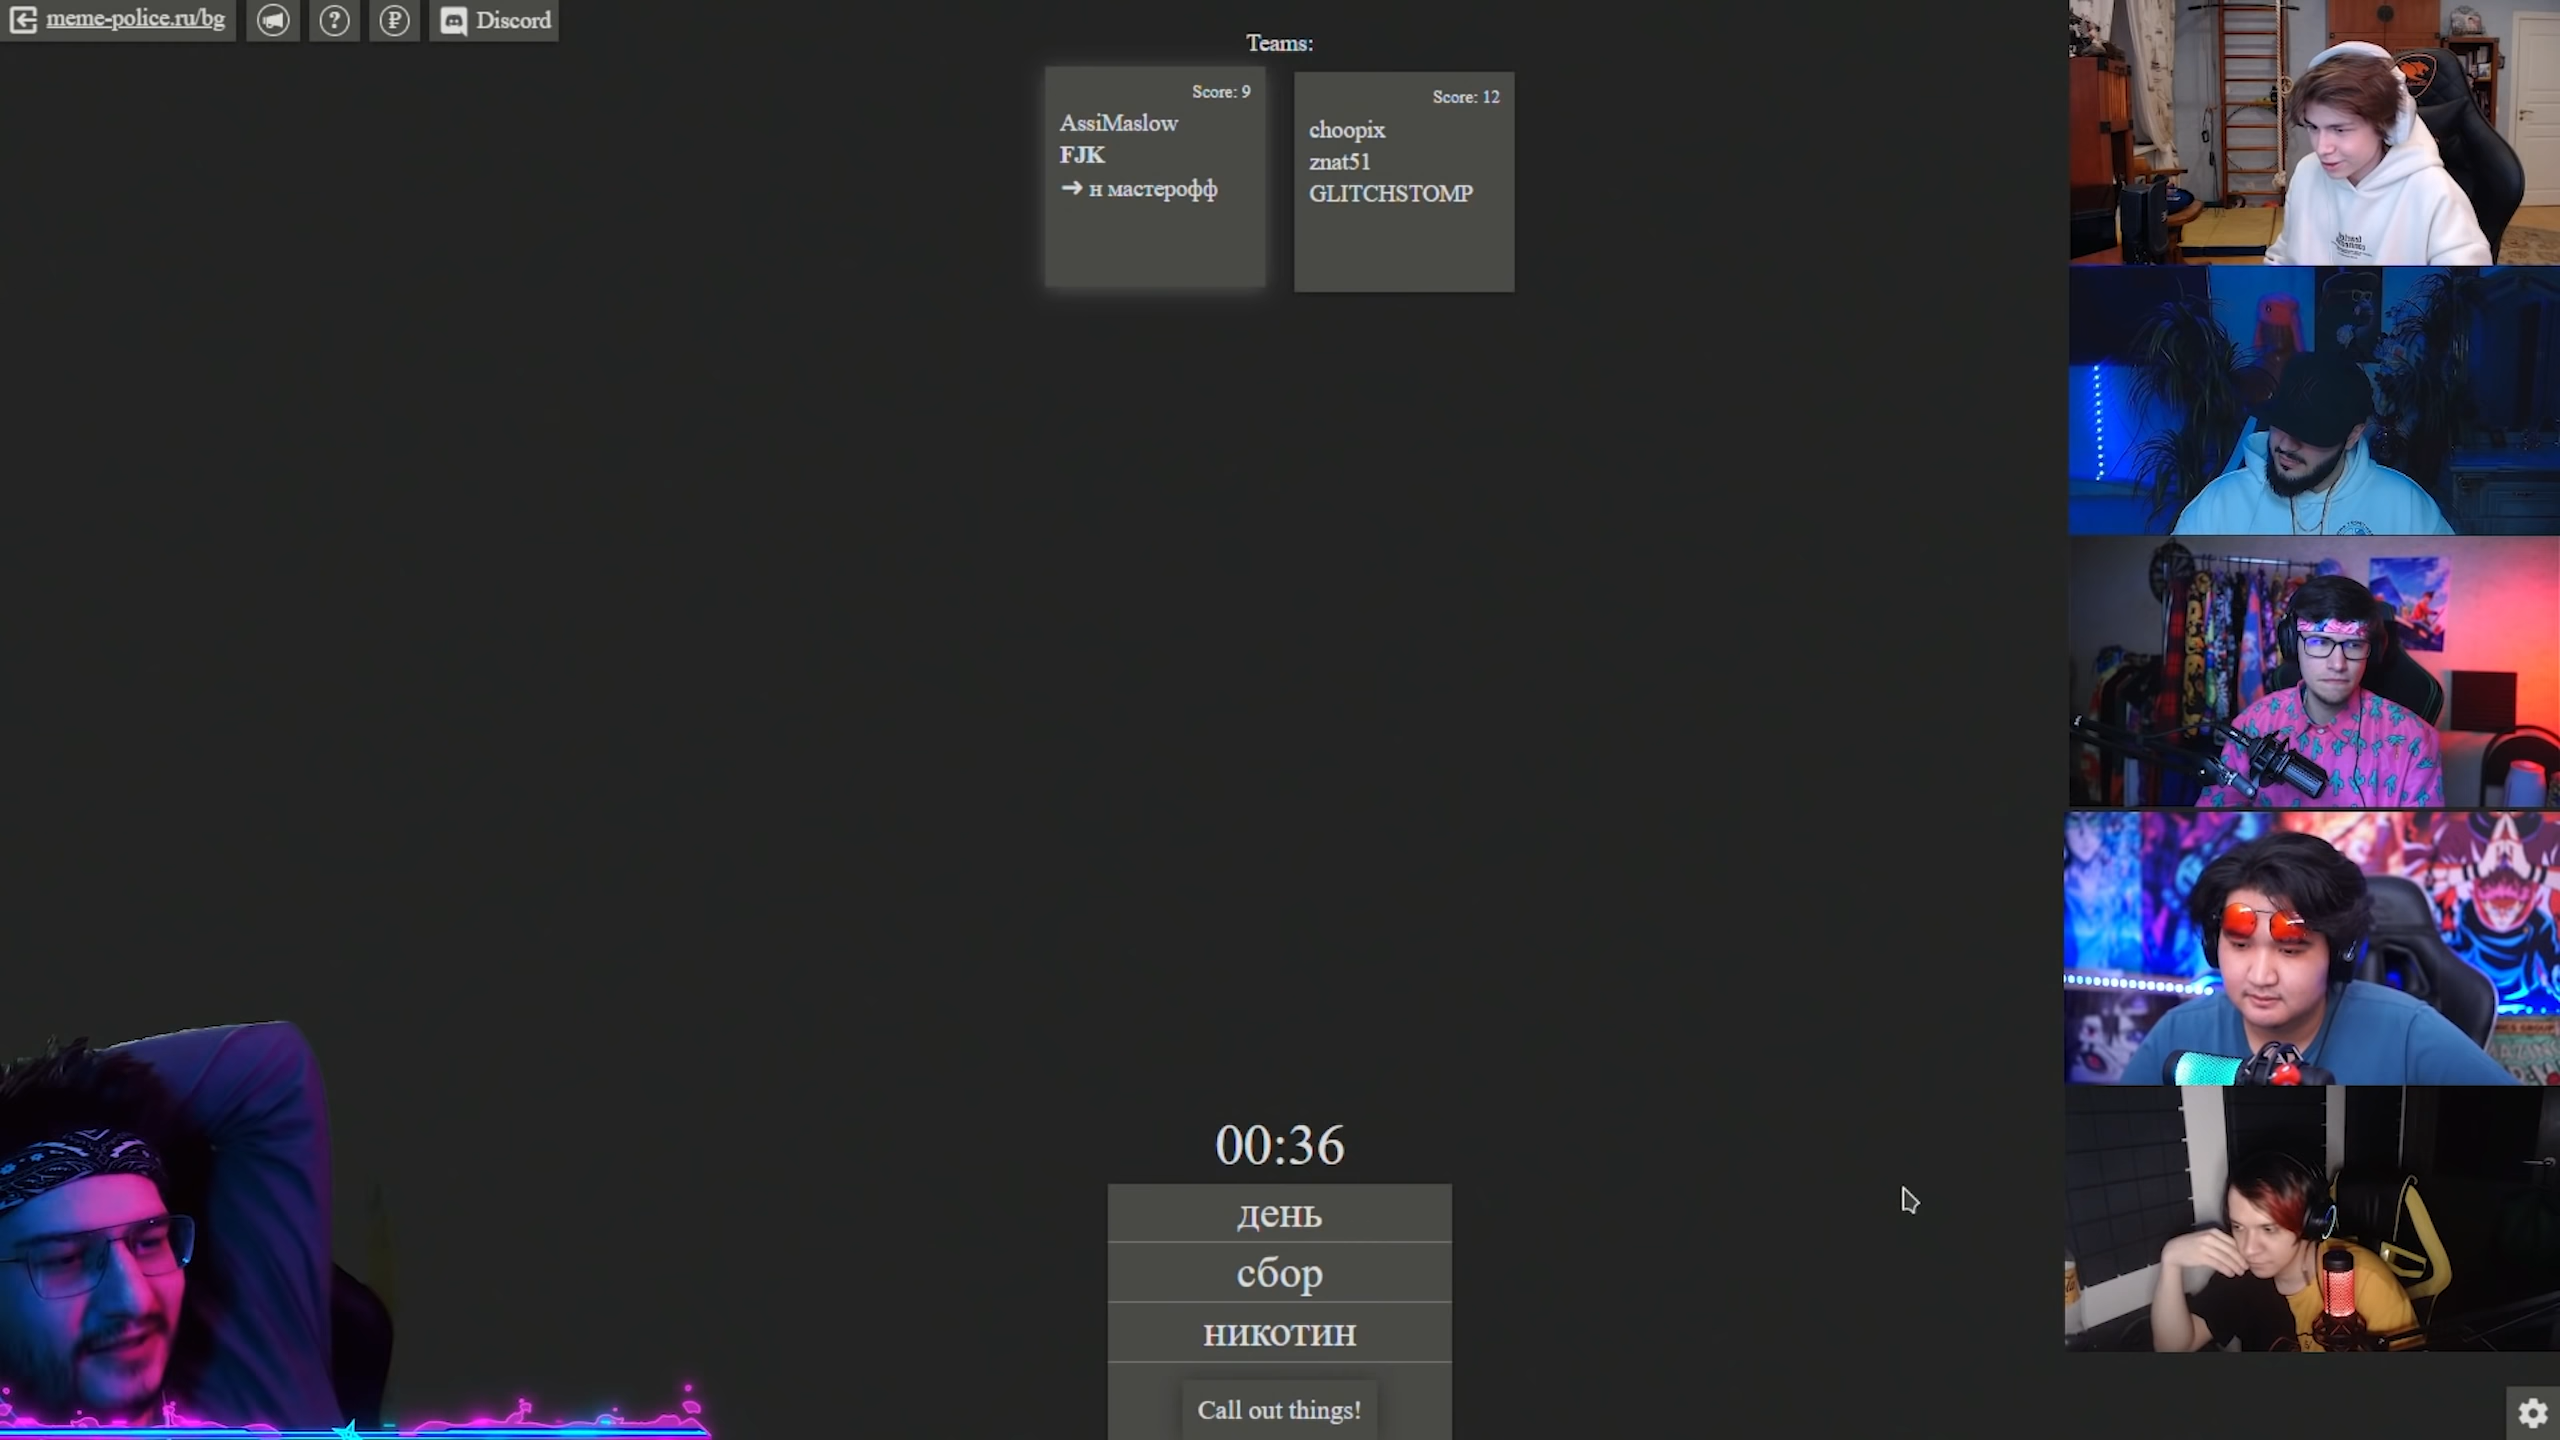 meme-police.ru/bg
Discord
Teams:
Score: 9
AssiMaslow
FJK
→ н мастерофф
Score: 12
choopix
znat51
GLITCHSTOMP
00:36
день
сбор
никотин
Call out things!